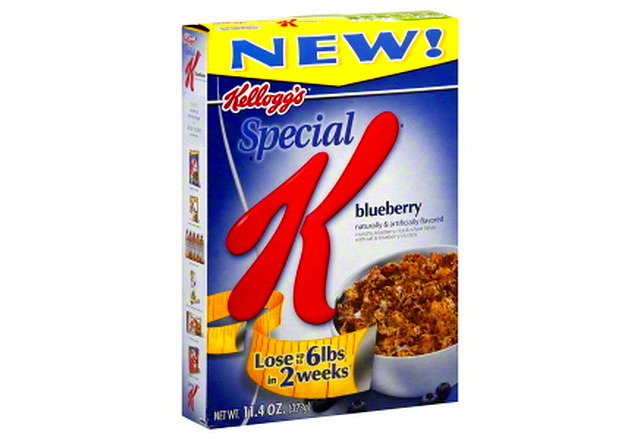 NEW!
Kellogg's
Special
K
blueberry
naturally & artificially flavored
Lose up to 6lbs
in 2 weeks*
NET WT. 11.4 OZ. (323g)